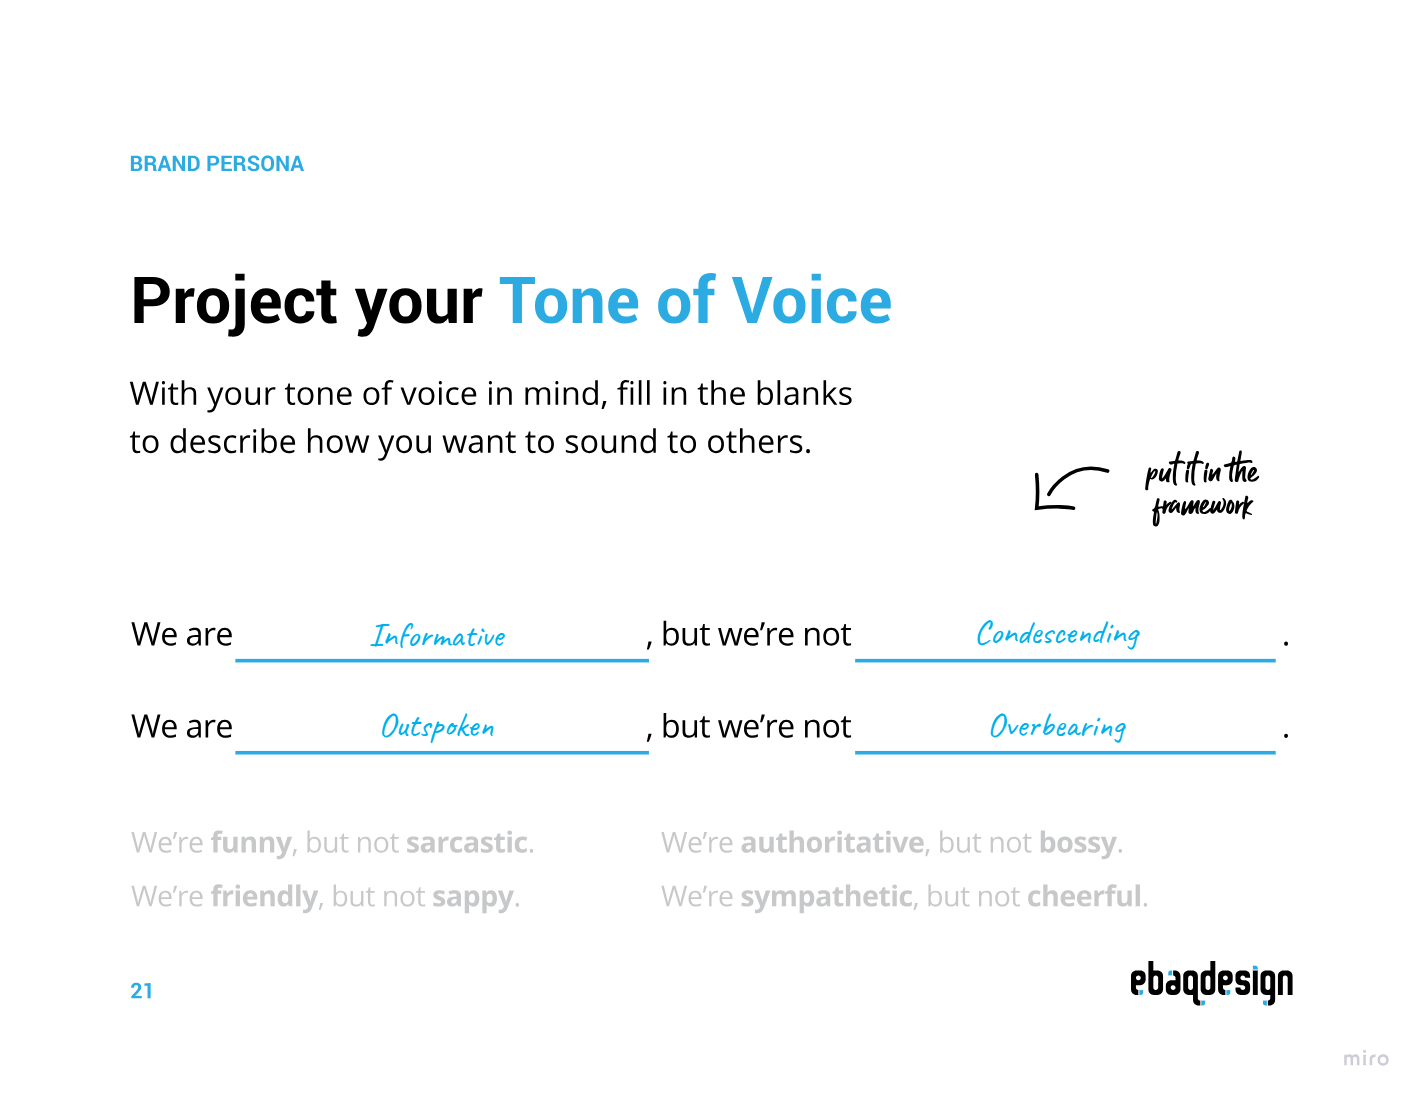 BRAND PERSONA
Project your Tone of Voice
With your tone of voice in mind, fill in the blanks
to describe how you want to sound to others.
put it in the
framework
We are Informative, but we’re not Condescending.
We are Outspoken, but we’re not Overbearing.
We’re funny, but not sarcastic. We’re authoritative, but not bossy.
We’re friendly, but not sappy. We’re sympathetic, but not cheerful.
21
ebaqdesign
miro